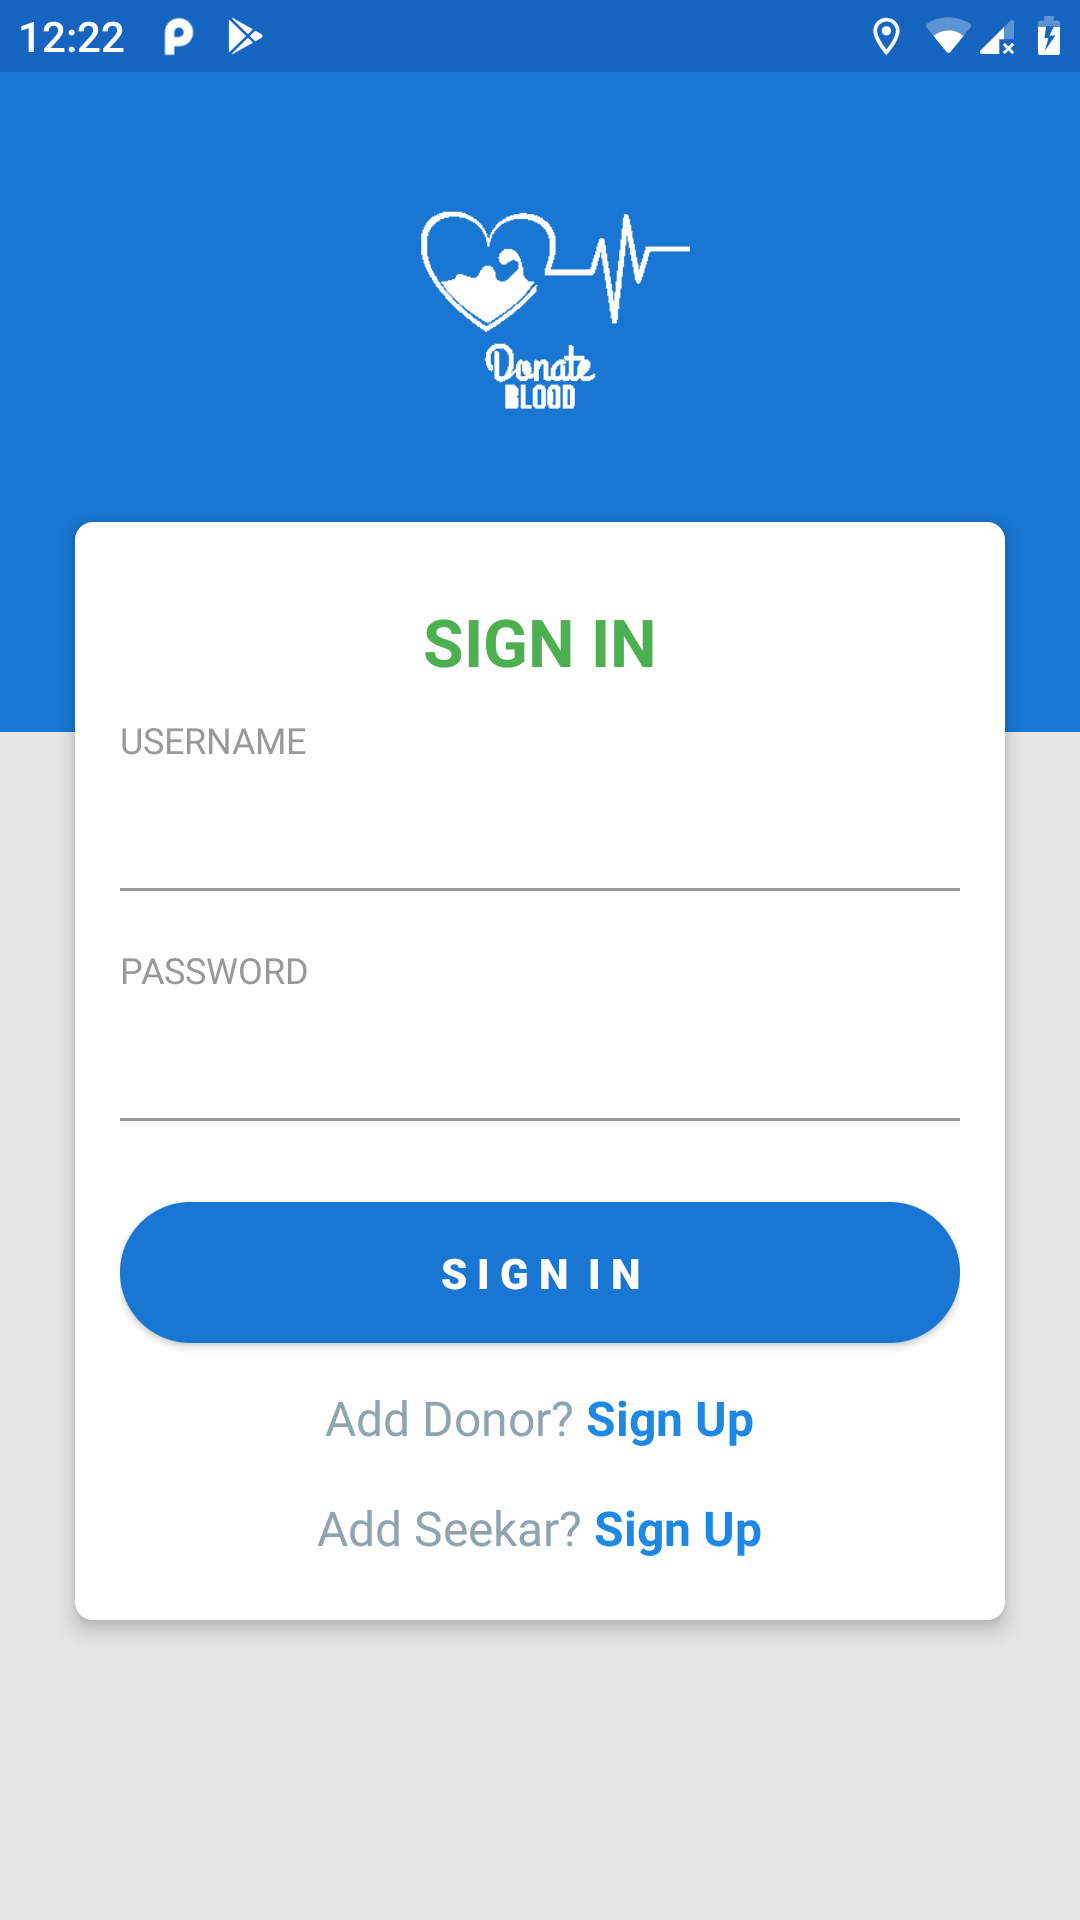 12:22
Donate
BLOOD
SIGN IN
USERNAME
PASSWORD
SIGN IN
Add Donor? Sign Up
Add Seekar? Sign Up